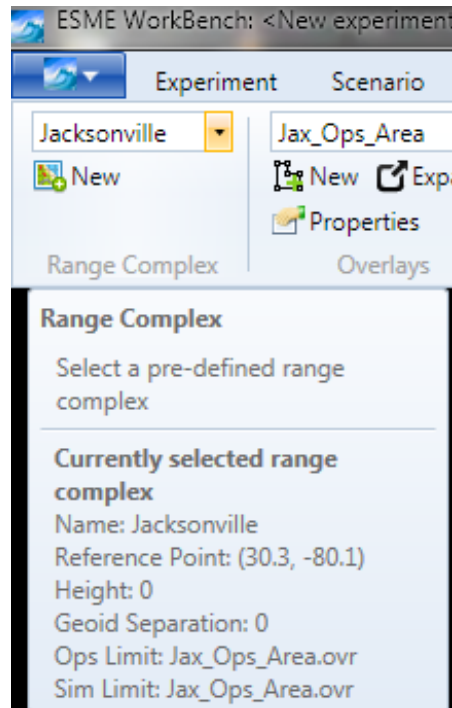 ESME WorkBench: <New experiment
Experiment Scenario
Jacksonville Jax_Ops_Area
New New
Properties
Range Complex Overlays
Range Complex
Select a pre-defined range
complex
Currently selected range
complex
Name: Jacksonville
Reference Point: (30.3, -80.1)
Height: 0
Geoid Separation: 0
Ops Limit: Jax_Ops_Area.ovr
Sim Limit: Jax_Ops_Area.ovr